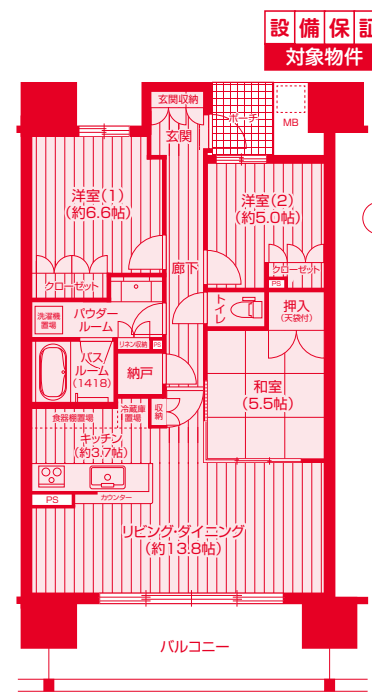 設備保証
対象物件
玄関収納
玄関
ポーチ
MB
洋室(1)
(約6.6帖)
洋室(2)
(約5.0帖)
廊下
クローゼット
クローゼット
PS
洗濯機
置場
パウダー
ルーム
トイレ
押入
(天袋付)
リネン収納
PS
バス
ルーム
(1418)
納戸
和室
(5.5帖)
食器棚置場
冷蔵庫
置場
収納
キッチン
(約3.7帖)
PS
カウンター
リビング・ダイニング
(約13.8帖)
バルコニー